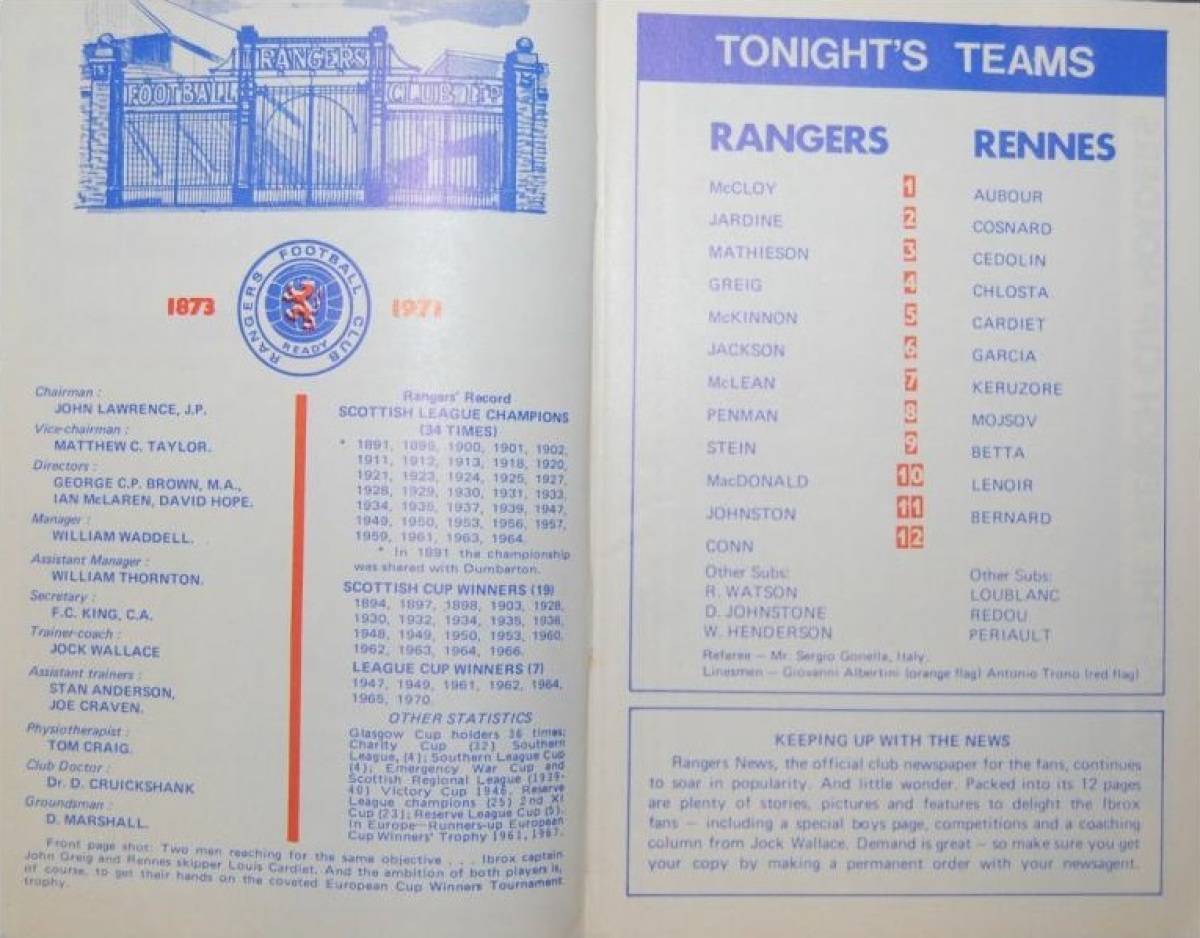 RANGERS
FOOTBALL CLUB LTD
1873
RANGERS FOOTBALL CLUB
READY
1971
Chairman :
JOHN LAWRENCE, J.P.
Vice-chairman :
MATTHEW C. TAYLOR.
Directors :
GEORGE C.P. BROWN, M.A.,
IAN McLAREN, DAVID HOPE.
Manager :
WILLIAM WADDELL.
Assistant Manager :
WILLIAM THORNTON.
Secretary :
F.C. KING, C.A.
Trainer-coach :
JOCK WALLACE
Assistant trainers :
STAN ANDERSON,
JOE CRAVEN.
Physiotherapist :
TOM CRAIG.
Club Doctor :
Dr. D. CRUICKSHANK
Groundsman :
D. MARSHALL.
Rangers' Record
SCOTTISH LEAGUE CHAMPIONS
(34 TIMES)
* 1891, 1899, 1900, 1901, 1902,
1911, 1912, 1913, 1918, 1920,
1921, 1923, 1924, 1925, 1927,
1928, 1929, 1930, 1931, 1933,
1934, 1935, 1937, 1939, 1947,
1949, 1950, 1953, 1956, 1957,
1959, 1961, 1963, 1964.
* In 1891 the championship
was shared with Dumbarton.
SCOTTISH CUP WINNERS (19)
1894, 1897, 1898, 1903, 1928,
1930, 1932, 1934, 1935, 1936,
1948, 1949, 1950, 1953, 1960,
1962, 1963, 1964, 1966.
LEAGUE CUP WINNERS (7)
1947, 1949, 1961, 1962, 1964,
1965, 1970.
OTHER STATISTICS
Glasgow Cup holders 36 times;
Charity Cup (32) Southern
League, (4); Southern League Cup
(4); Emergency War Cup and
Scottish Regional League (1939-
40) Victory Cup 1946, Reserve
League champions (25) 2nd XI
Cup (23); Reserve League Cup (5).
In Europe—Runners-up European
Cup Winners' Trophy 1961, 1967.
Front page shot: Two men reaching for the same objective . . . Ibrox captain
John Greig and Rennes skipper Louis Cardiet. And the ambition of both players is,
of course, to get their hands on the coveted European Cup Winners Tournament
trophy.
TONIGHT'S TEAMS
RANGERS RENNES
McCLOY 1 AUBOUR
JARDINE 2 COSNARD
MATHIESON 3 CEDOLIN
GREIG 4 CHLOSTA
McKINNON 5 CARDIET
JACKSON 6 GARCIA
McLEAN 7 KERUZORE
PENMAN 8 MOJSOV
STEIN 9 BETTA
MacDONALD 10 LENOIR
JOHNSTON 11 BERNARD
CONN 12
Other Subs: Other Subs:
R. WATSON LOUBLANC
D. JOHNSTONE REDOU
W. HENDERSON PERIAULT
Referee — Mr. Sergio Gonella, Italy.
Linesmen — Giovanni Albertini (orange flag) Antonio Trono (red flag)
KEEPING UP WITH THE NEWS
Rangers News, the official club newspaper for the fans, continues
to soar in popularity. And little wonder. Packed into its 12 pages
are plenty of stories, pictures and features to delight the Ibrox
fans — including a special boys page, competitions and a coaching
column from Jock Wallace. Demand is great — so make sure you get
your copy by making a permanent order with your newsagent.